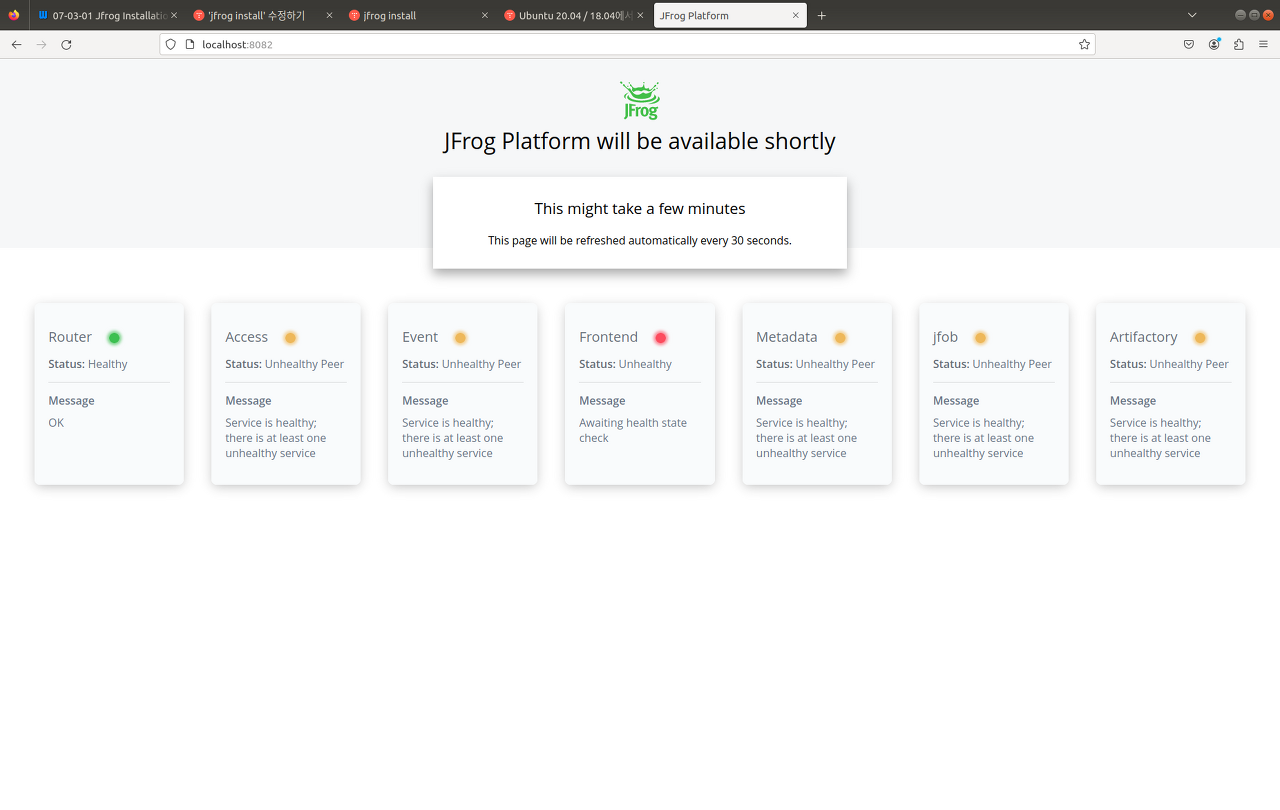 07-03-01 Jfrog Installatio
'jfrog install' 수정하기
jfrog install
Ubuntu 20.04 / 18.04에서
JFrog Platform
localhost:8082
JFrog
JFrog Platform will be available shortly
This might take a few minutes
This page will be refreshed automatically every 30 seconds.
Router
Status: Healthy
Message
OK
Access
Status: Unhealthy Peer
Message
Service is healthy;
there is at least one
unhealthy service
Event
Status: Unhealthy Peer
Message
Service is healthy;
there is at least one
unhealthy service
Frontend
Status: Unhealthy
Message
Awaiting health state
check
Metadata
Status: Unhealthy Peer
Message
Service is healthy;
there is at least one
unhealthy service
jfob
Status: Unhealthy Peer
Message
Service is healthy;
there is at least one
unhealthy service
Artifactory
Status: Unhealthy Peer
Message
Service is healthy;
there is at least one
unhealthy service